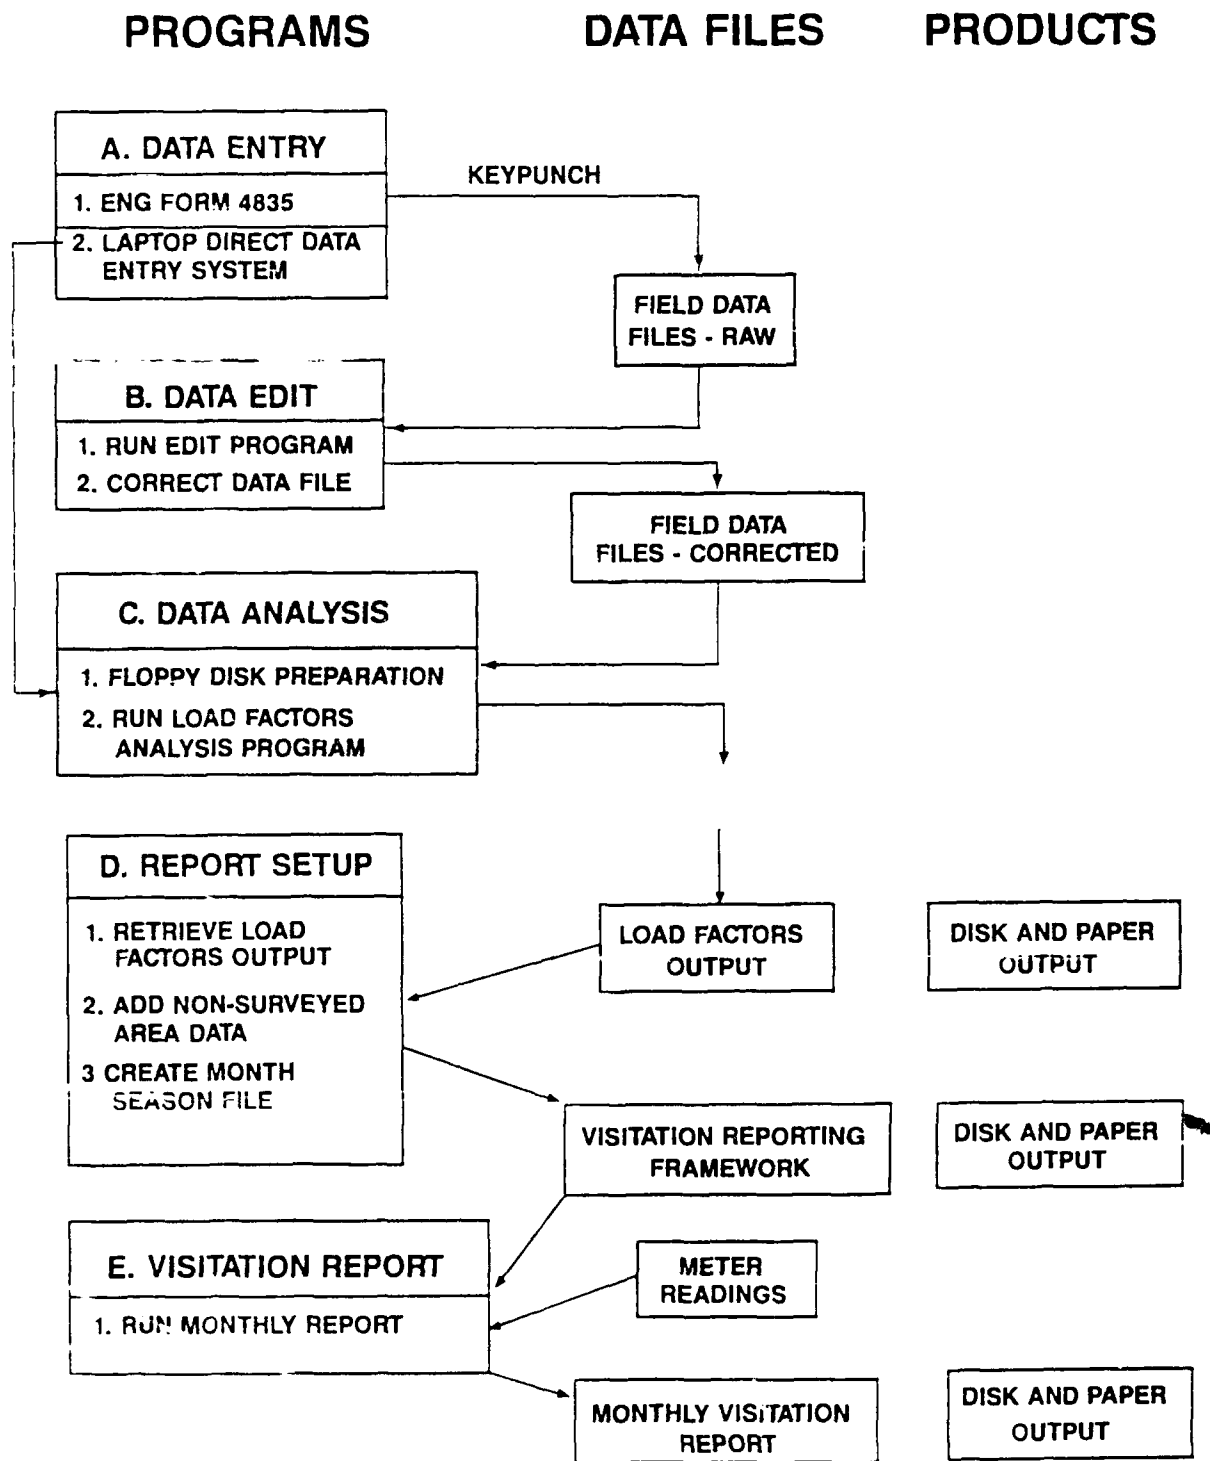 PROGRAMS DATA FILES PRODUCTS
A. DATA ENTRY
KEYPUNCH
1. ENG FORM 4835
2. LAPTOP DIRECT DATA
ENTRY SYSTEM
FIELD DATA
FILES - RAW
B. DATA EDIT
1. RUN EDIT PROGRAM
2. CORRECT DATA FILE
FIELD DATA
FILES - CORRECTED
C. DATA ANALYSIS
1. FLOPPY DISK PREPARATION
2. RUN LOAD FACTORS
ANALYSIS PROGRAM
D. REPORT SETUP
1. RETRIEVE LOAD
FACTORS OUTPUT
2. ADD NON-SURVEYED
AREA DATA
3 CREATE MONTH
SEASON FILE
LOAD FACTORS
OUTPUT
DISK AND PAPER
OUTPUT
VISITATION REPORTING
FRAMEWORK
DISK AND PAPER
OUTPUT
E. VISITATION REPORT
1. RUN MONTHLY REPORT
METER
READINGS
MONTHLY VISITATION
REPORT
DISK AND PAPER
OUTPUT